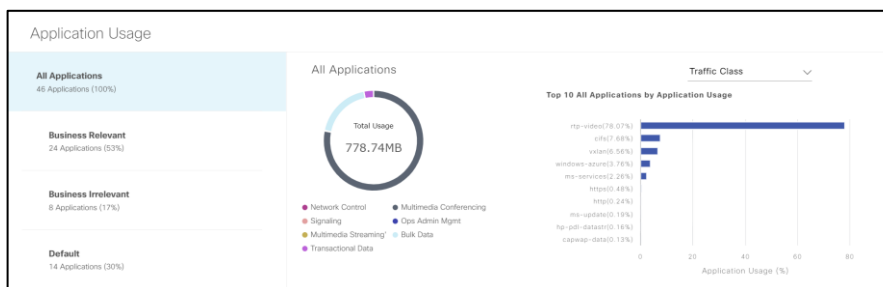 Application Usage
All Applications
46 Applications (100%)
Business Relevant
24 Applications (53%)
Business Irrelevant
8 Applications (17%)
Default
14 Applications (30%)
All Applications
Total Usage
778.74MB
Network Control
Multimedia Conferencing
Signaling
Ops Admin Mgmt
Multimedia Streaming'
Bulk Data
Transactional Data
Traffic Class
Top 10 All Applications by Application Usage
rtp-video(78.07%)
cifs(7.68%)
vxlan(6.56%)
windows-azure(3.76%)
ms-services(2.26%)
https(0.48%)
http(0.24%)
ms-update(0.19%)
hp-pdl-datastr(0.16%)
capwap-data(0.13%)
0 20 40 60 80
Application Usage (%)